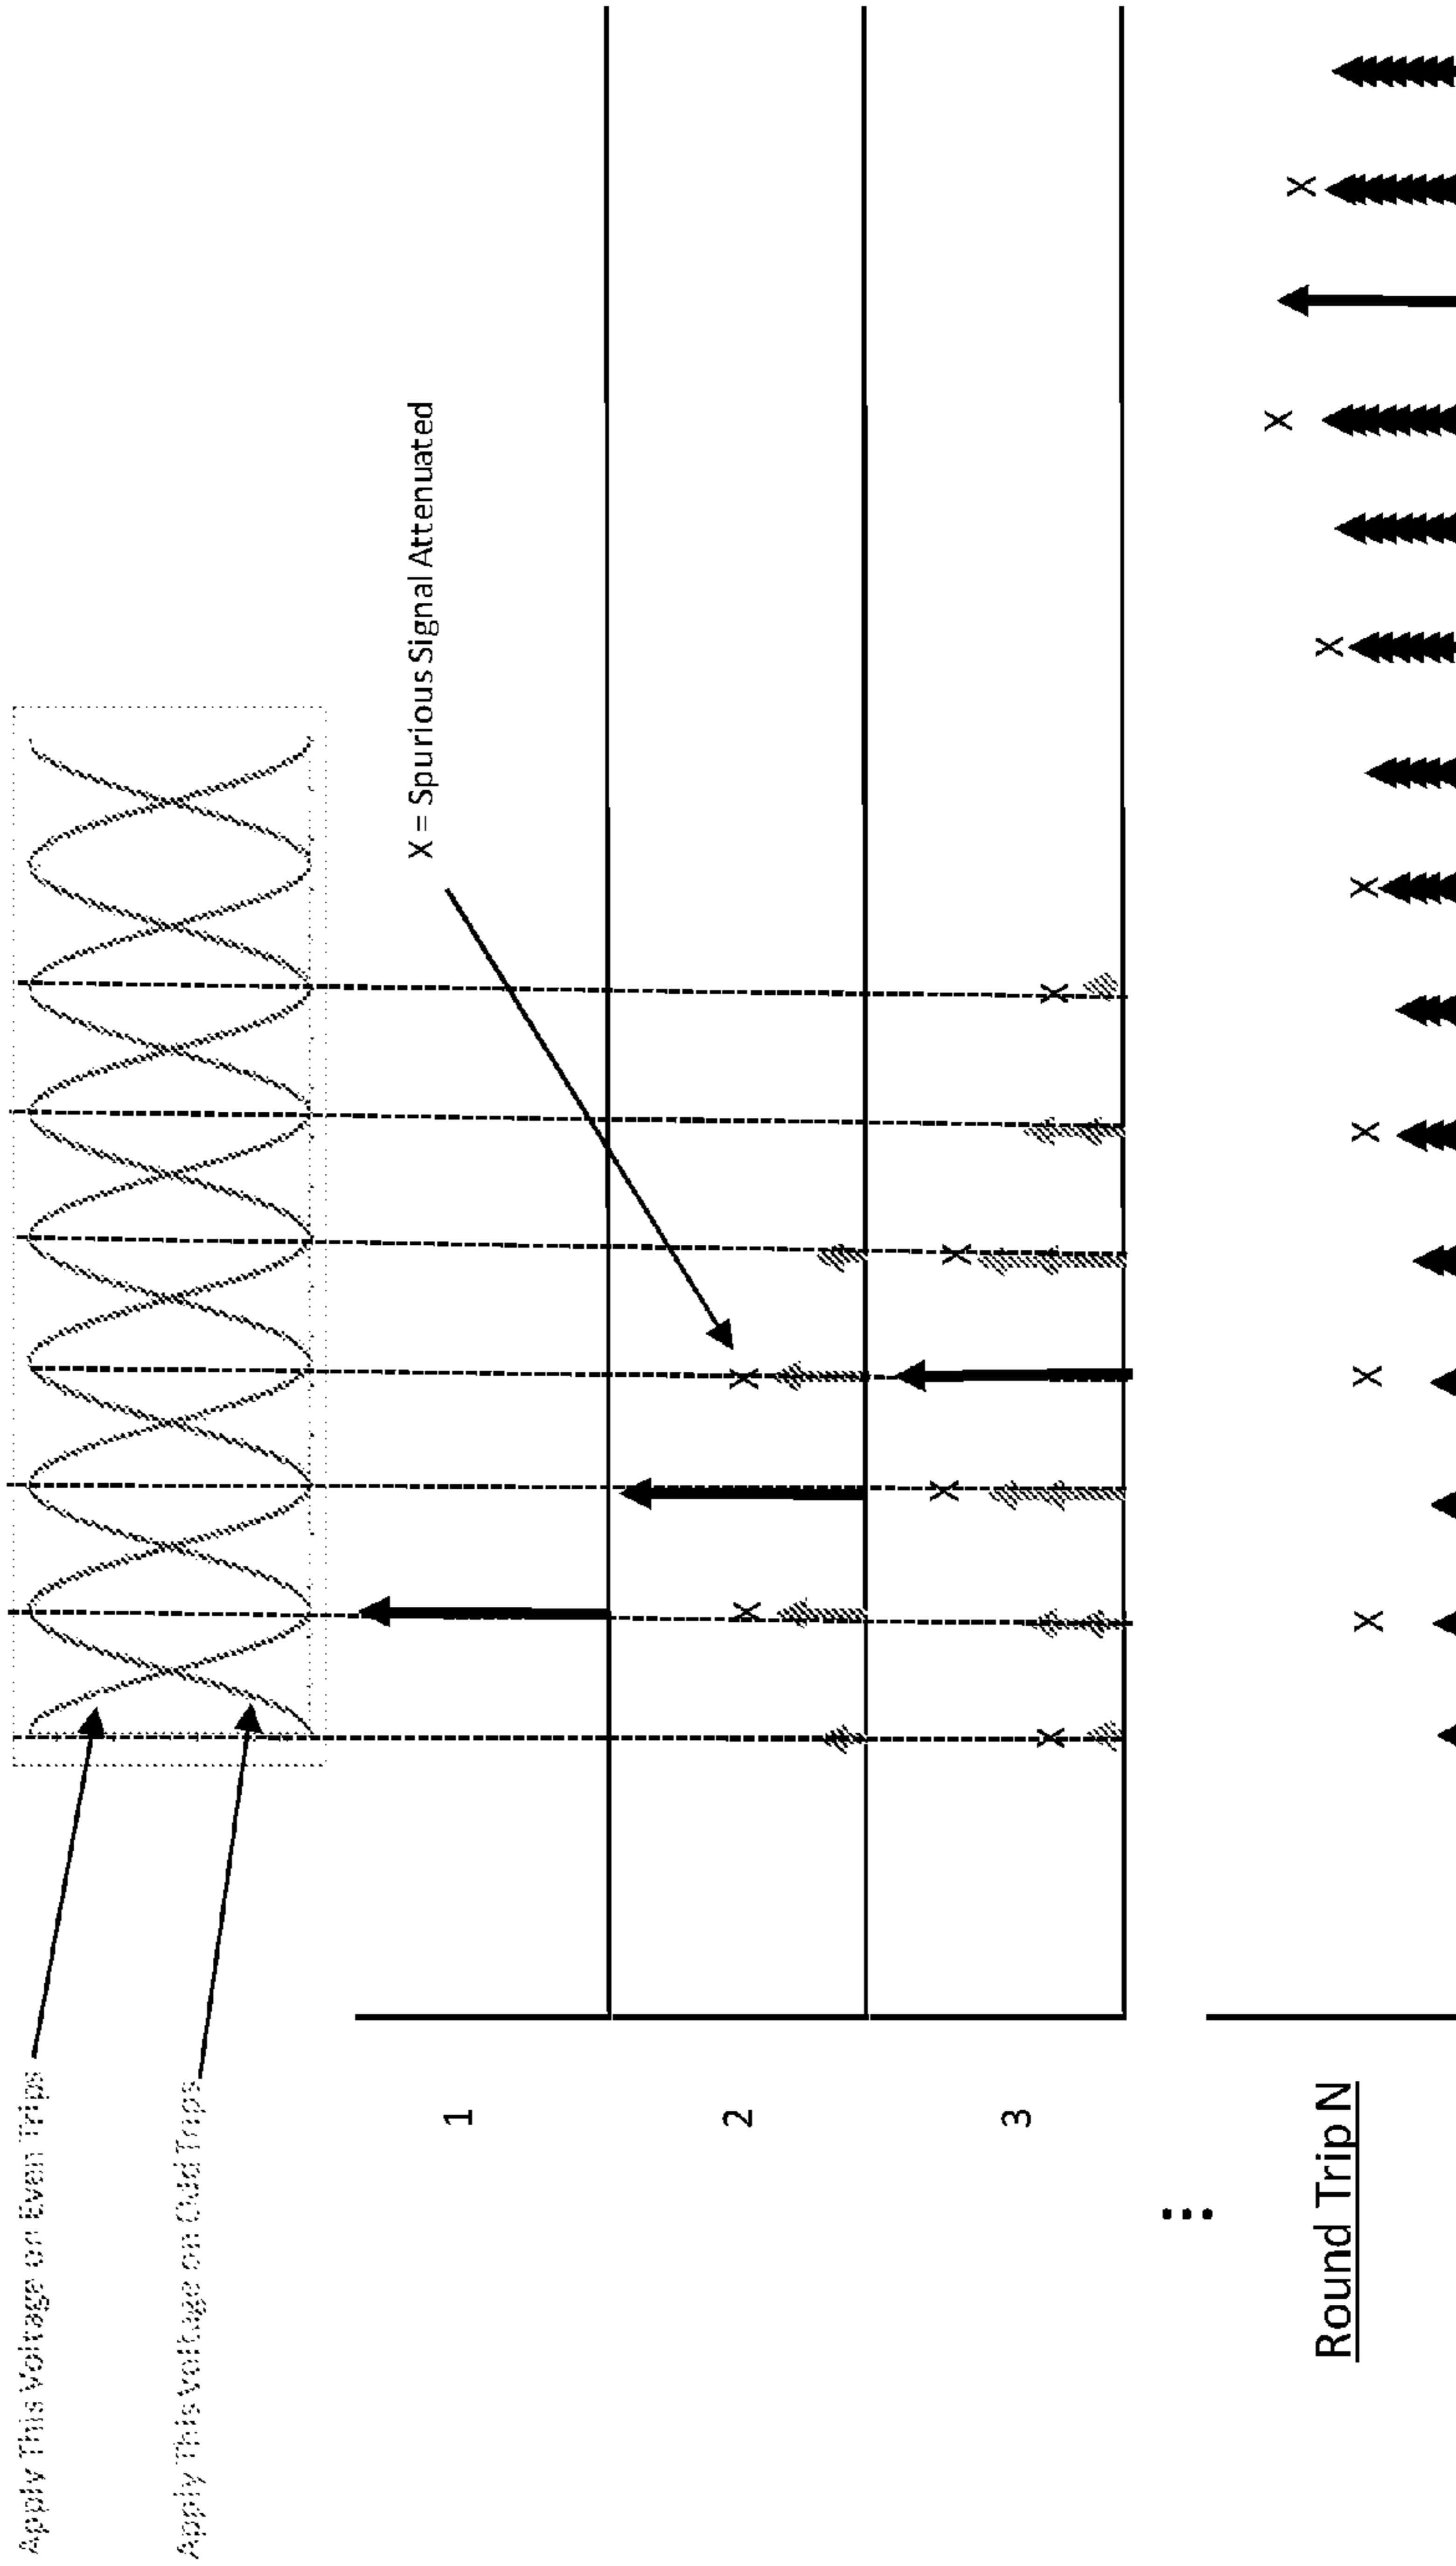 Apply This Voltage on Even Trips
Apply This Voltage on Odd Trips
X = Spurious Signal Attenuated
1
X
2
X
X
X
X
X
3
X
Round Trip N
X
X
X
X
X
X
X
X